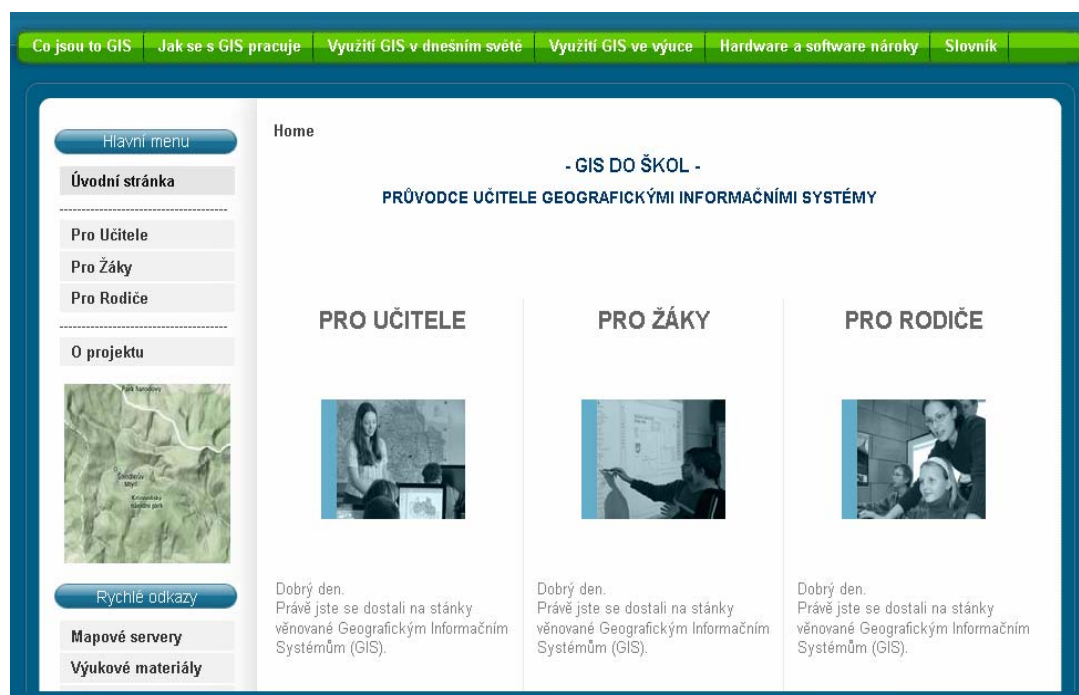 Co jsou to GIS Jak se s GIS pracuje Využití GIS v dnešním světě Využití GIS ve výuce Hardware a software nároky Slovník
Hlavní menu
Úvodní stránka
Pro Učitele
Pro Žáky
Pro Rodiče
O projektu
Park Narodowy
národní park
Rychlé odkazy
Mapové servery
Výukové materiály
Home
- GIS DO ŠKOL -
PRŮVODCE UČITELE GEOGRAFICKÝMI INFORMAČNÍMI SYSTÉMY
PRO UČITELE
Dobrý den.
Právě jste se dostali na stánky
věnované Geografickým Informačním
Systémům (GIS).
PRO ŽÁKY
Dobrý den.
Právě jste se dostali na stánky
věnované Geografickým Informačním
Systémům (GIS).
PRO RODIČE
Dobrý den.
Právě jste se dostali na stánky
věnované Geografickým Informačním
Systémům (GIS).